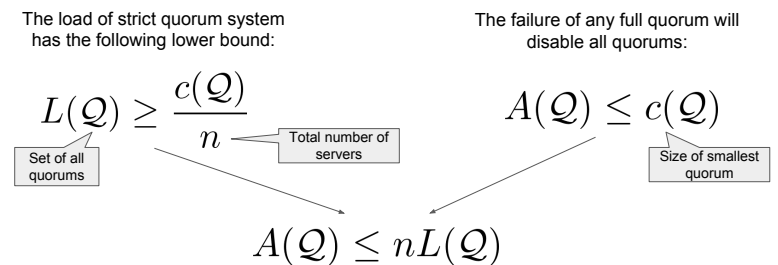 The load of strict quorum system
has the following lower bound:
The failure of any full quorum will
disable all quorums:
L(𝒬) ≥ c(𝒬)/n
A(𝒬) ≤ c(𝒬)
Set of all
quorums
Total number of
servers
Size of smallest
quorum
A(𝒬) ≤ nL(𝒬)